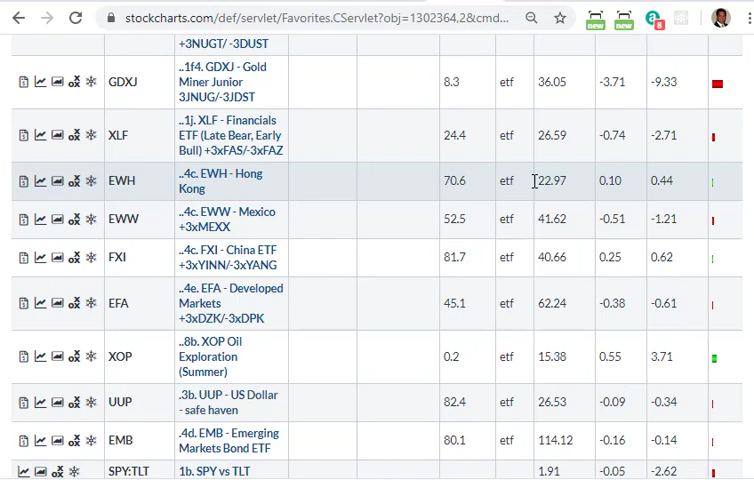 stockcharts.com/def/servlet/Favorites.CServlet?obj=1302364,2&cmd...
new
new
a
8
+3NUGT/ -3DUST
GDXJ ..1f4. GDXJ - Gold
Miner Junior
3JNUG/-3JDST
8.3 etf 36.05 -3.71 -9.33
XLF ..1j. XLF - Financials
ETF (Late Bear, Early
Bull) +3xFAS/-3xFAZ
24.4 etf 26.59 -0.74 -2.71
EWH ..4c. EWH - Hong
Kong
70.6 etf 22.97 0.10 0.44
EWW ..4c. EWW - Mexico
+3xMEXX
52.5 etf 41.62 -0.51 -1.21
FXI ..4c. FXI - China ETF
+3xYINN/-3xYANG
81.7 etf 40.66 0.25 0.62
EFA ..4e. EFA - Developed
Markets
+3xDZK/-3xDPK
45.1 etf 62.24 -0.38 -0.61
XOP ..8b. XOP Oil
Exploration
(Summer)
0.2 etf 15.38 0.55 3.71
UUP .3b. UUP - US Dollar
- safe haven
82.4 etf 26.53 -0.09 -0.34
EMB .4d. EMB - Emerging
Markets Bond ETF
80.1 etf 114.12 -0.16 -0.14
SPY:TLT 1b. SPY vs TLT 1.91 -0.05 -2.62